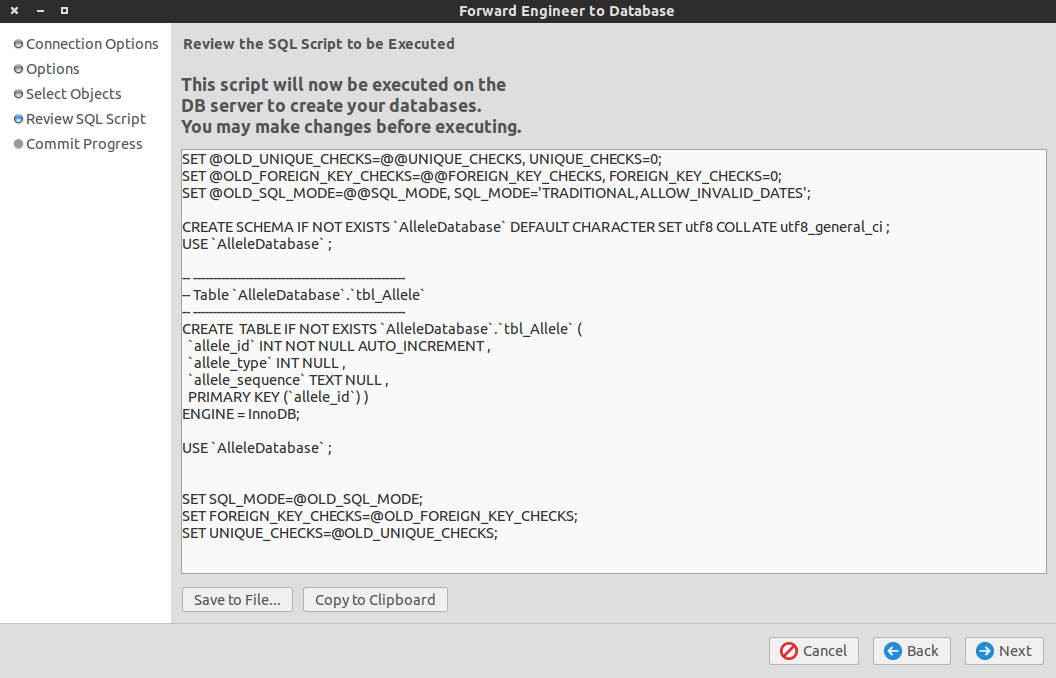 Forward Engineer to Database
Connection Options
Options
Select Objects
Review SQL Script
Commit Progress
Review the SQL Script to be Executed
This script will now be executed on the
DB server to create your databases.
You may make changes before executing.
SET @OLD_UNIQUE_CHECKS=@@UNIQUE_CHECKS, UNIQUE_CHECKS=0;
SET @OLD_FOREIGN_KEY_CHECKS=@@FOREIGN_KEY_CHECKS, FOREIGN_KEY_CHECKS=0;
SET @OLD_SQL_MODE=@@SQL_MODE, SQL_MODE='TRADITIONAL,ALLOW_INVALID_DATES';
CREATE SCHEMA IF NOT EXISTS `AlleleDatabase` DEFAULT CHARACTER SET utf8 COLLATE utf8_general_ci ;
USE `AlleleDatabase` ;
-- -----------------------------------------------------
-- Table `AlleleDatabase`.`tbl_Allele`
-- -----------------------------------------------------
CREATE  TABLE IF NOT EXISTS `AlleleDatabase`.`tbl_Allele` (
  `allele_id` INT NOT NULL AUTO_INCREMENT ,
  `allele_type` INT NULL ,
  `allele_sequence` TEXT NULL ,
  PRIMARY KEY (`allele_id`) )
ENGINE = InnoDB;
USE `AlleleDatabase` ;
SET SQL_MODE=@OLD_SQL_MODE;
SET FOREIGN_KEY_CHECKS=@OLD_FOREIGN_KEY_CHECKS;
SET UNIQUE_CHECKS=@OLD_UNIQUE_CHECKS;
Save to File...
Copy to Clipboard
Cancel
Back
Next